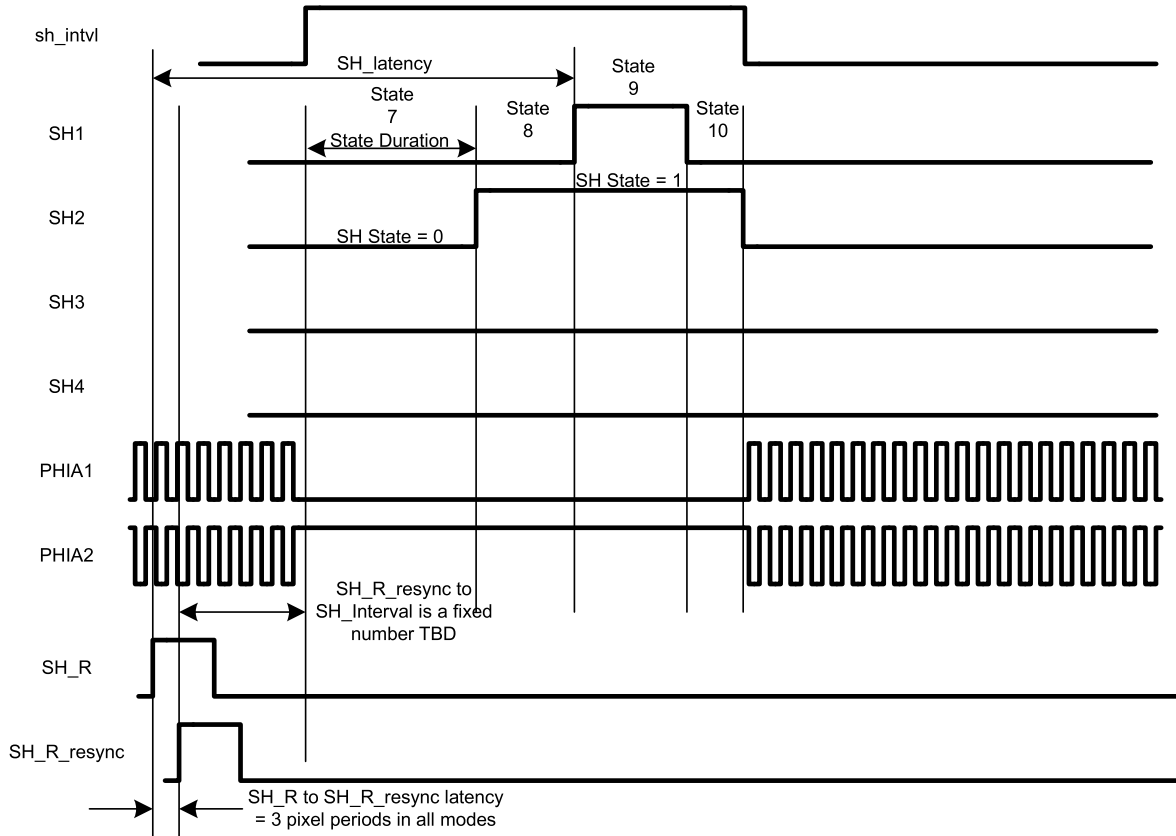 sh_intvl
SH_latency
State
9
State
7
State
8
State
10
SH1
State Duration
SH State = 1
SH2
SH State = 0
SH3
SH4
PHIA1
PHIA2
SH_R_resync to
SH_Interval is a fixed
number TBD
SH_R
SH_R_resync
SH_R to SH_R_resync latency
= 3 pixel periods in all modes